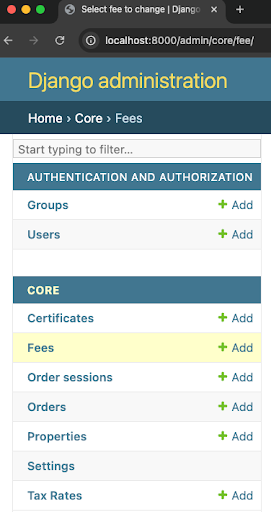 Select fee to change | Django
localhost:8000/admin/core/fee/
Django administration
Home › Core › Fees
Start typing to filter...
AUTHENTICATION AND AUTHORIZATION
Groups + Add
Users + Add
CORE
Certificates + Add
Fees + Add
Order sessions + Add
Orders + Add
Properties + Add
Settings
Tax Rates + Add